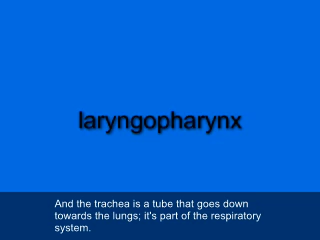 laryngopharynx
And the trachea is a tube that goes down
towards the lungs; it's part of the respiratory
system.